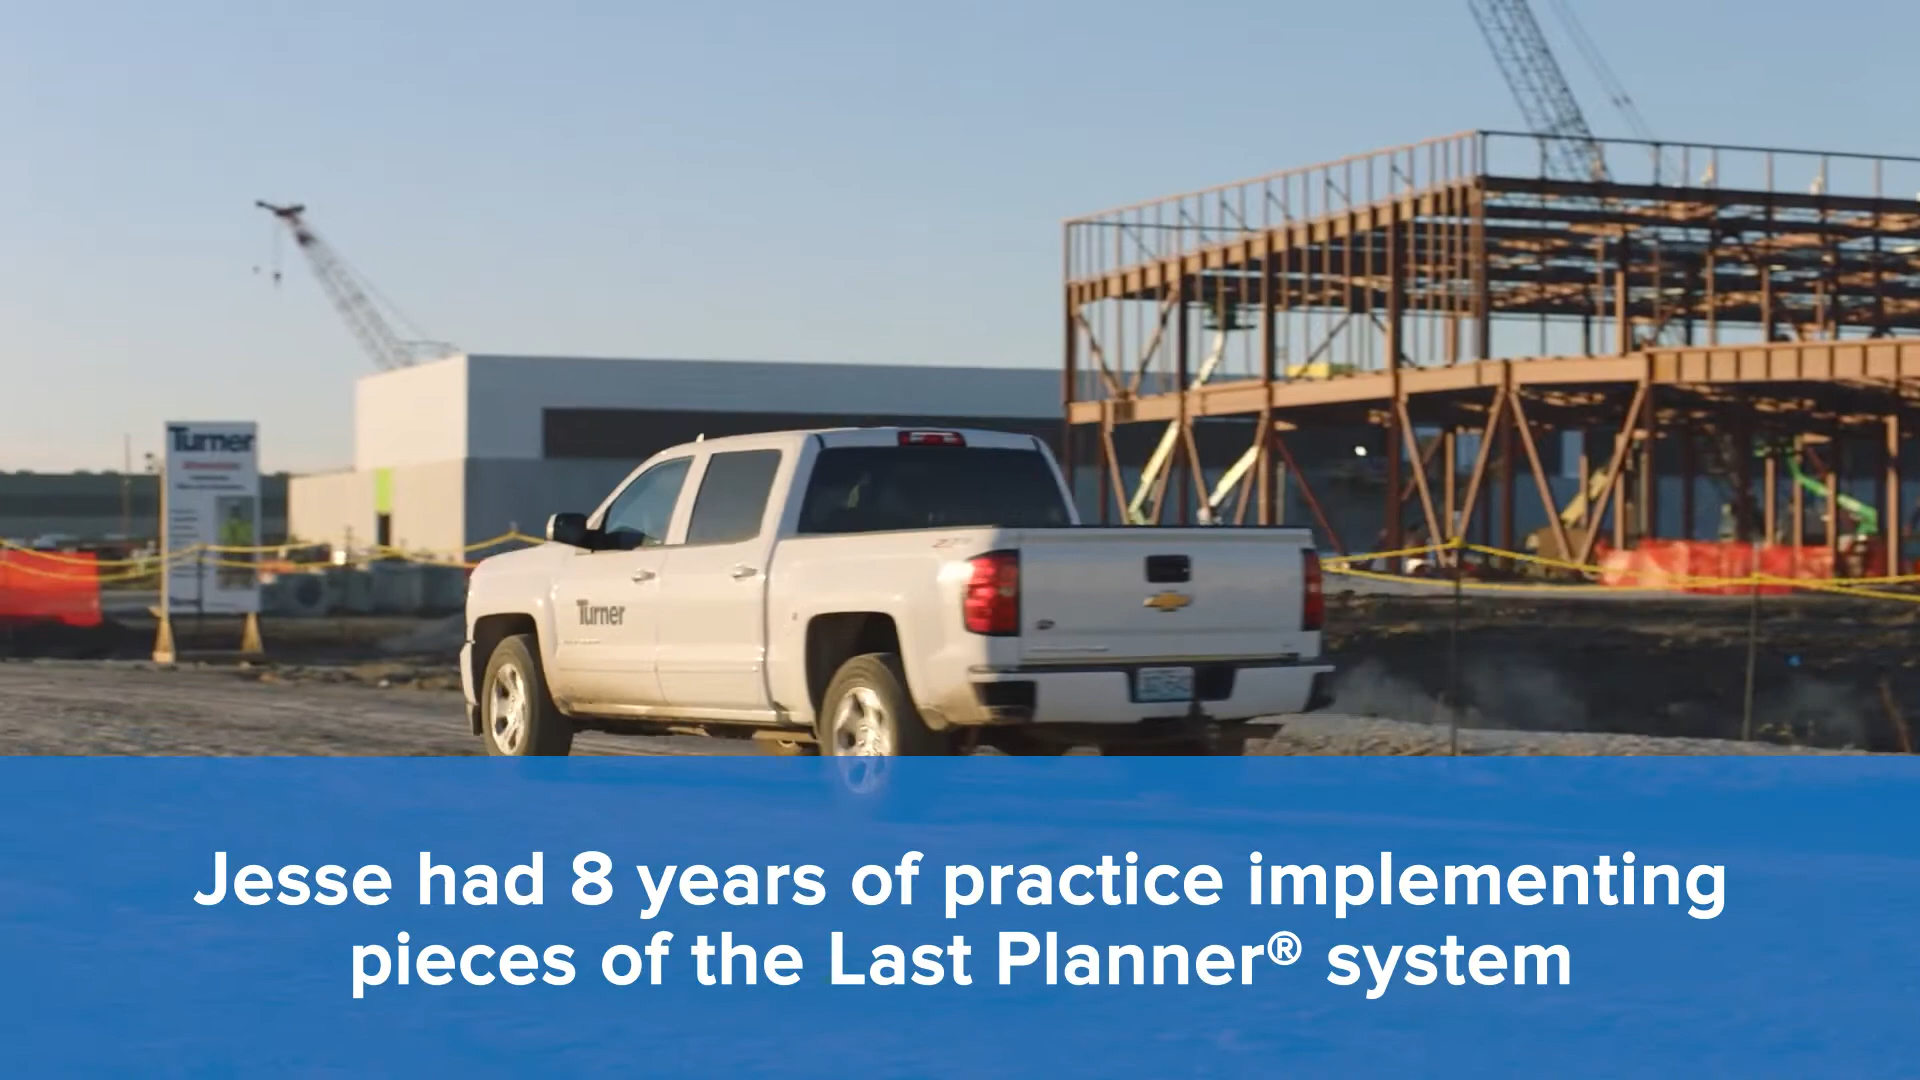 Turner
Turner
Jesse had 8 years of practice implementing
pieces of the Last Planner® system